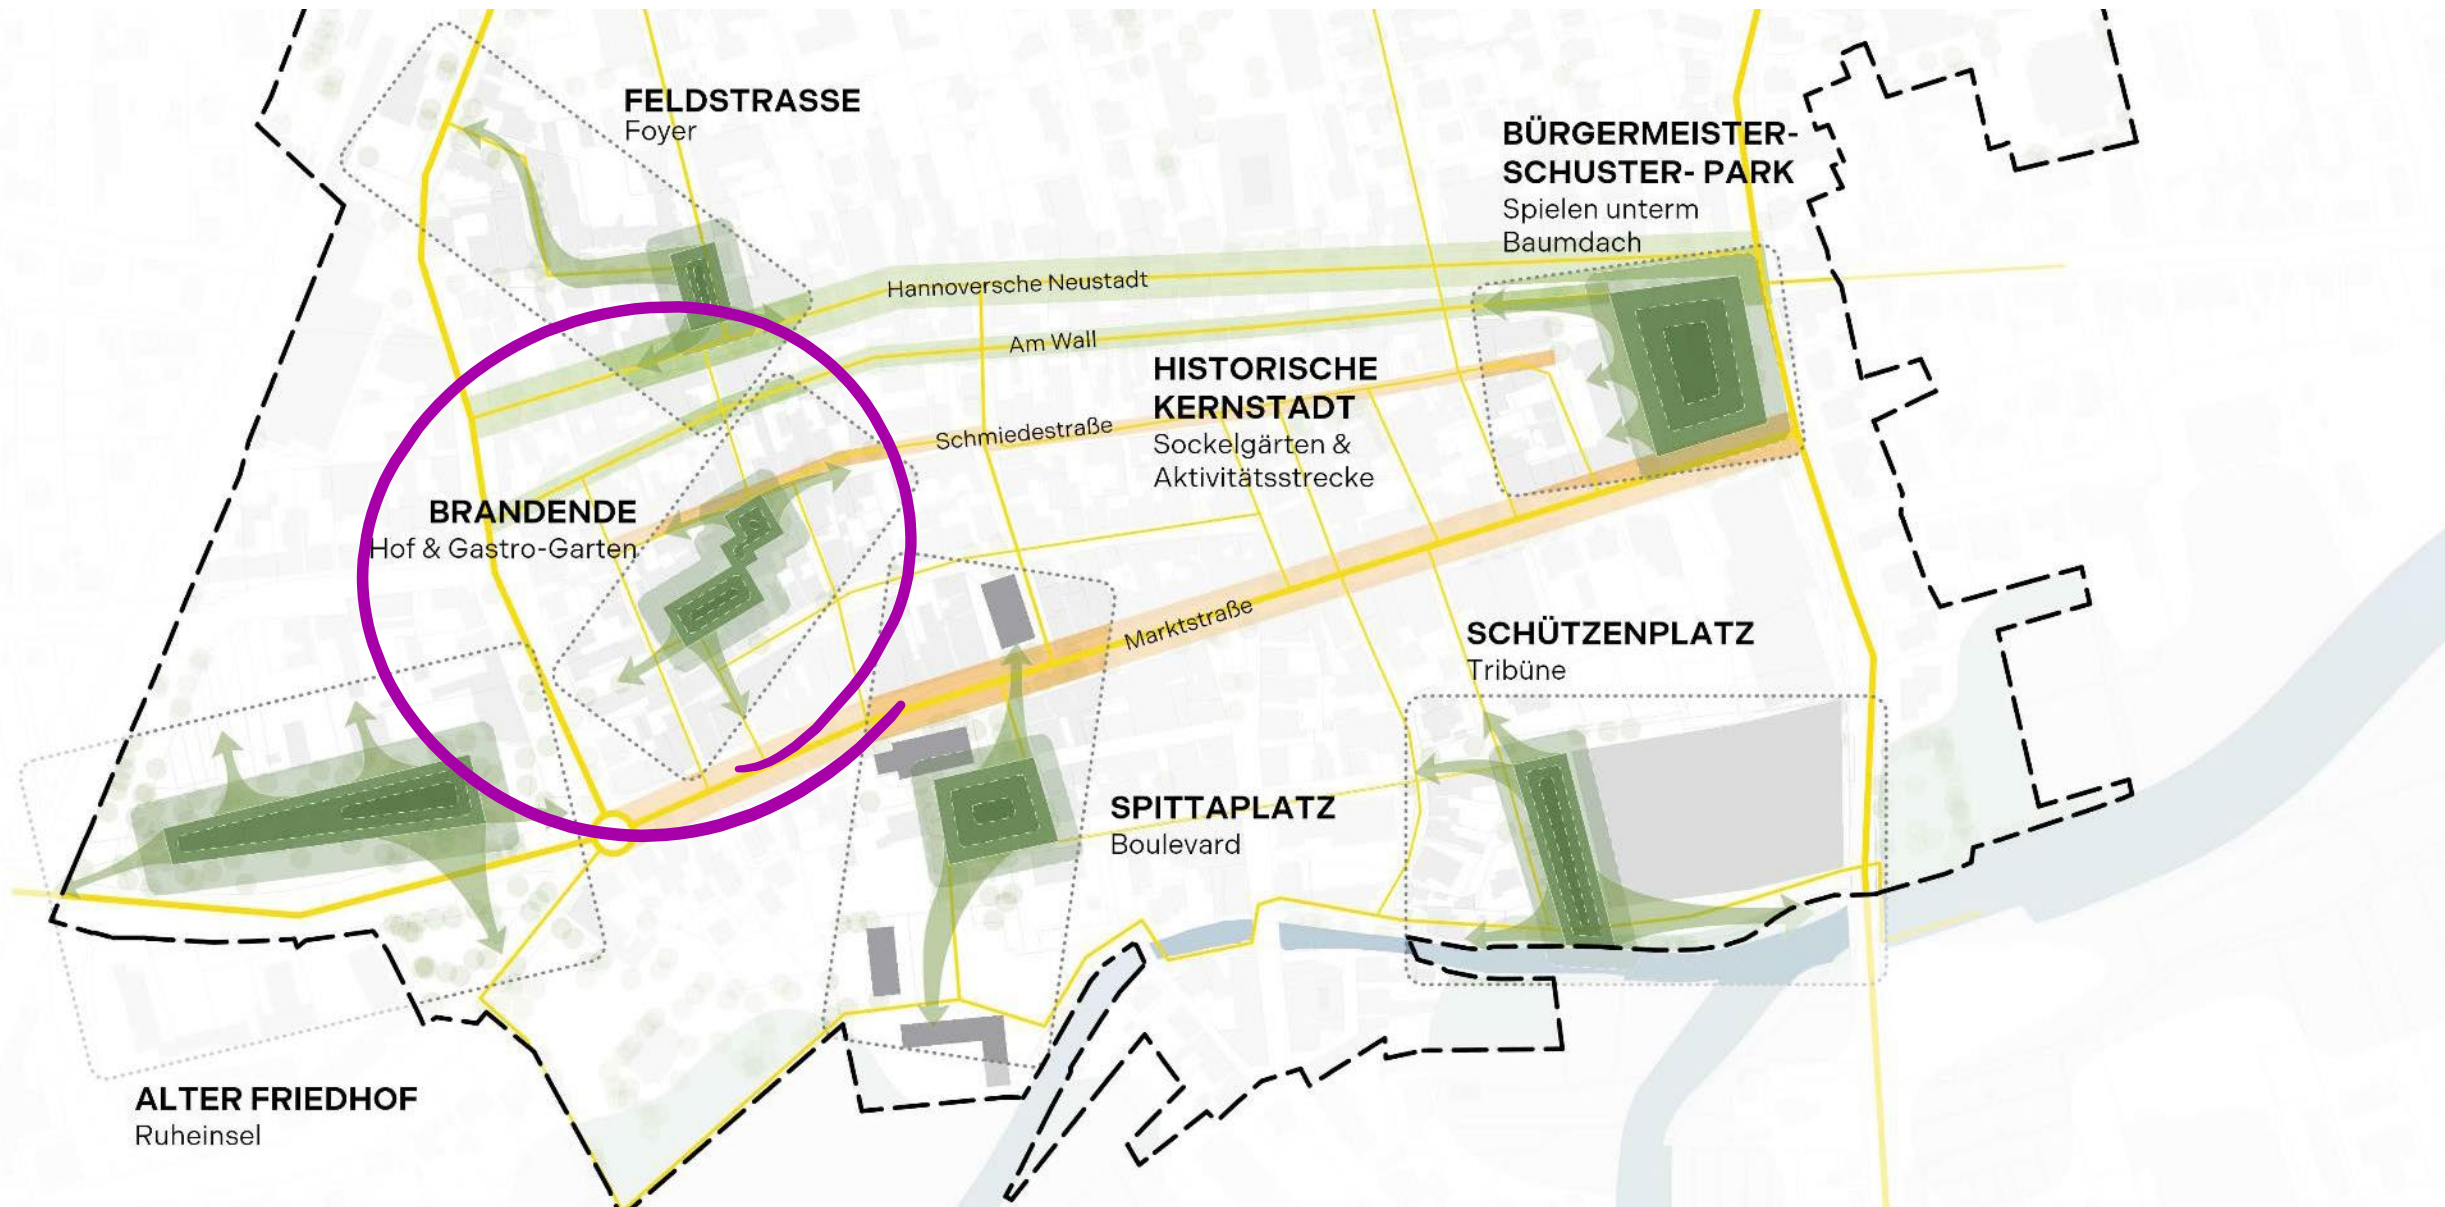 FELDSTRASSE
Foyer
BÜRGERMEISTER-
SCHUSTER- PARK
Spielen unterm
Baumdach
Hannoversche Neustadt
Am Wall
HISTORISCHE
KERNSTADT
Sockelgärten &
Aktivitätsstrecke
Schmiedestraße
BRANDENDE
Hof & Gastro-Garten
Marktstraße
SCHÜTZENPLATZ
Tribüne
SPITTAPLATZ
Boulevard
ALTER FRIEDHOF
Ruheinsel